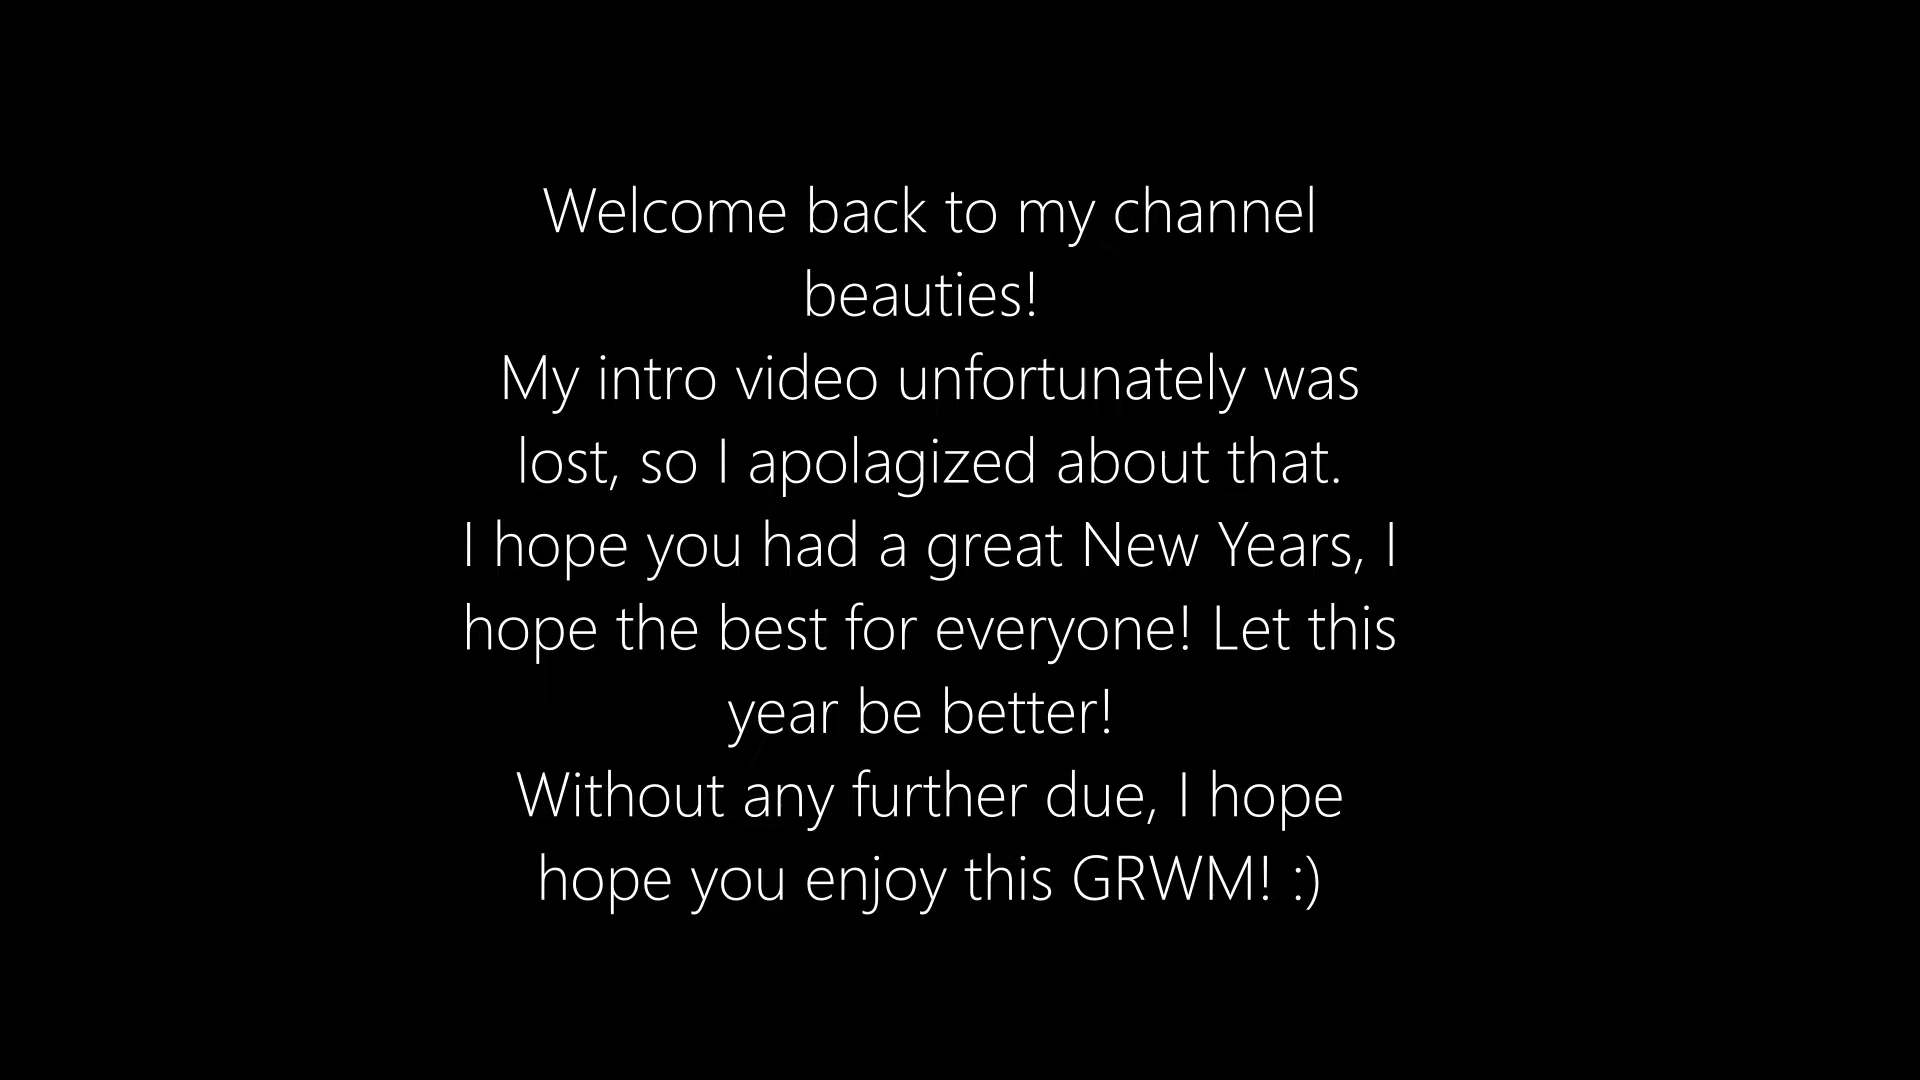 Welcome back to my channel
beauties!
My intro video unfortunately was
lost, so I apolagized about that.
I hope you had a great New Years, I
hope the best for everyone! Let this
year be better!
Without any further due, I hope
hope you enjoy this GRWM! :)